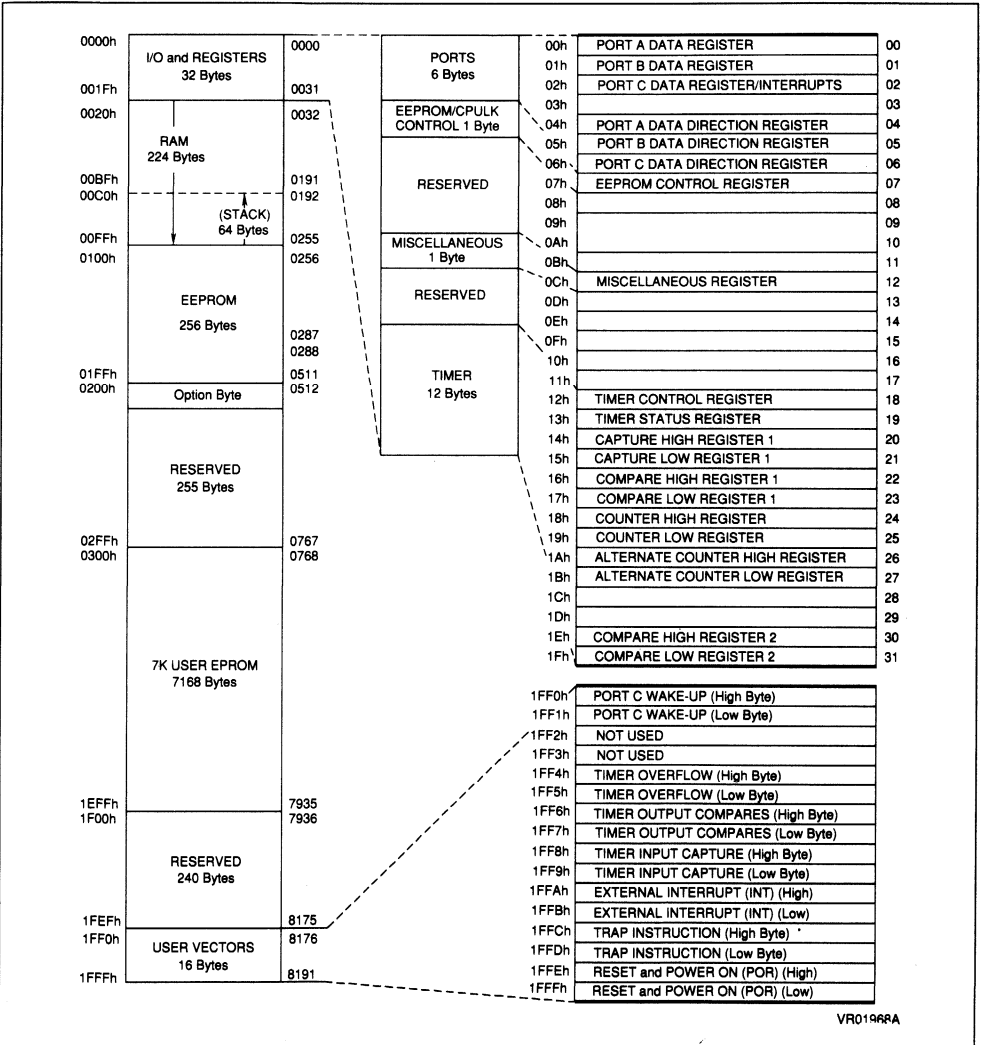 0000h
I/O and REGISTERS
32 Bytes
0000
001Fh
0031
0020h
0032
RAM
224 Bytes
00BFh
0191
00C0h
0192
(STACK)
64 Bytes
00FFh
0255
0100h
0256
EEPROM
256 Bytes
0287
0288
01FFh
0511
0200h
Option Byte
0512
RESERVED
255 Bytes
02FFh
0767
0300h
0768
7K USER EPROM
7168 Bytes
1EFFh
7935
1F00h
7936
RESERVED
240 Bytes
1FEFh
8175
1FF0h
8176
USER VECTORS
16 Bytes
1FFFh
8191
PORTS
6 Bytes
EEPROM/CPULK
CONTROL 1 Byte
RESERVED
MISCELLANEOUS
1 Byte
RESERVED
TIMER
12 Bytes
00h PORT A DATA REGISTER 00
01h PORT B DATA REGISTER 01
02h PORT C DATA REGISTER/INTERRUPTS 02
03h 03
04h PORT A DATA DIRECTION REGISTER 04
05h PORT B DATA DIRECTION REGISTER 05
06h PORT C DATA DIRECTION REGISTER 06
07h EEPROM CONTROL REGISTER 07
08h 08
09h 09
0Ah 10
0Bh 11
0Ch MISCELLANEOUS REGISTER 12
0Dh 13
0Eh 14
0Fh 15
10h 16
11h 17
12h TIMER CONTROL REGISTER 18
13h TIMER STATUS REGISTER 19
14h CAPTURE HIGH REGISTER 1 20
15h CAPTURE LOW REGISTER 1 21
16h COMPARE HIGH REGISTER 1 22
17h COMPARE LOW REGISTER 1 23
18h COUNTER HIGH REGISTER 24
19h COUNTER LOW REGISTER 25
1Ah ALTERNATE COUNTER HIGH REGISTER 26
1Bh ALTERNATE COUNTER LOW REGISTER 27
1Ch 28
1Dh 29
1Eh COMPARE HIGH REGISTER 2 30
1Fh COMPARE LOW REGISTER 2 31
1FF0h PORT C WAKE-UP (High Byte)
1FF1h PORT C WAKE-UP (Low Byte)
1FF2h NOT USED
1FF3h NOT USED
1FF4h TIMER OVERFLOW (High Byte)
1FF5h TIMER OVERFLOW (Low Byte)
1FF6h TIMER OUTPUT COMPARES (High Byte)
1FF7h TIMER OUTPUT COMPARES (Low Byte)
1FF8h TIMER INPUT CAPTURE (High Byte)
1FF9h TIMER INPUT CAPTURE (Low Byte)
1FFAh EXTERNAL INTERRUPT (INT) (High)
1FFBh EXTERNAL INTERRUPT (INT) (Low)
1FFCh TRAP INSTRUCTION (High Byte)
1FFDh TRAP INSTRUCTION (Low Byte)
1FFEh RESET and POWER ON (POR) (High)
1FFFh RESET and POWER ON (POR) (Low)
VR01968A